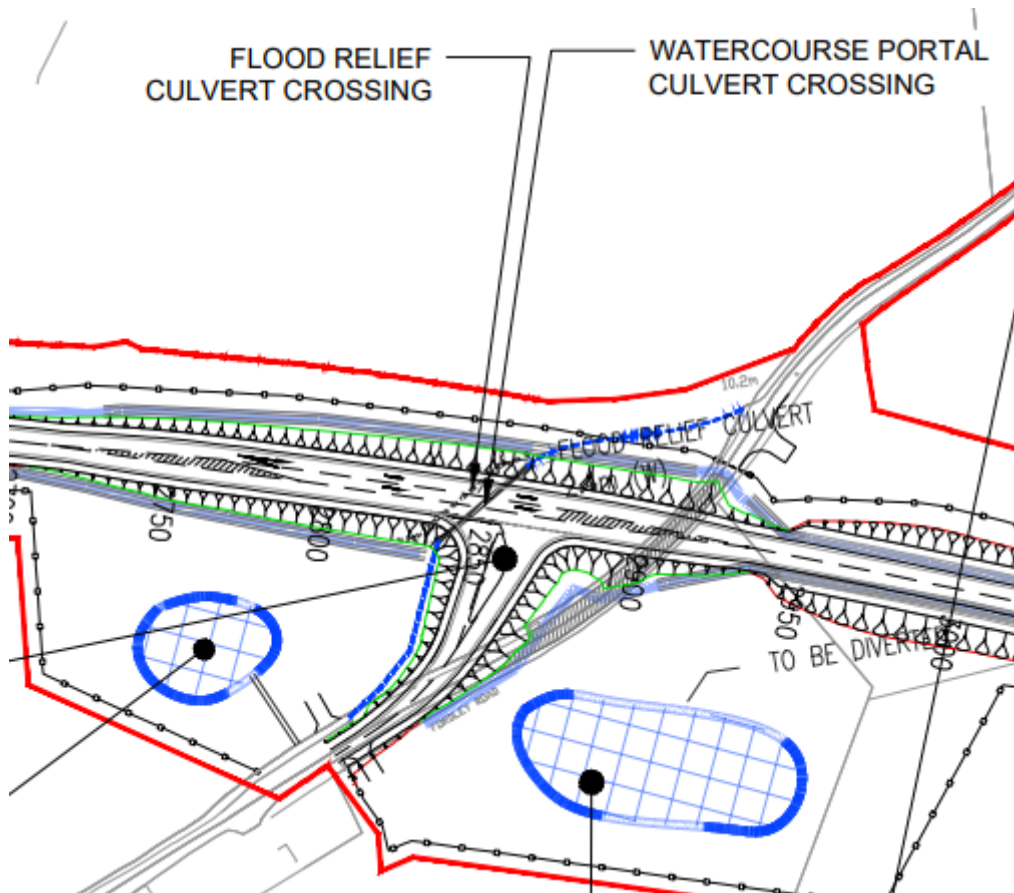 FLOOD RELIEF
CULVERT CROSSING
WATERCOURSE PORTAL
CULVERT CROSSING
10.2m
FLOOD RELIEF CULVERT
(W)
2750
2800
2850
2900
2950
TO BE DIVERTED
ROAD